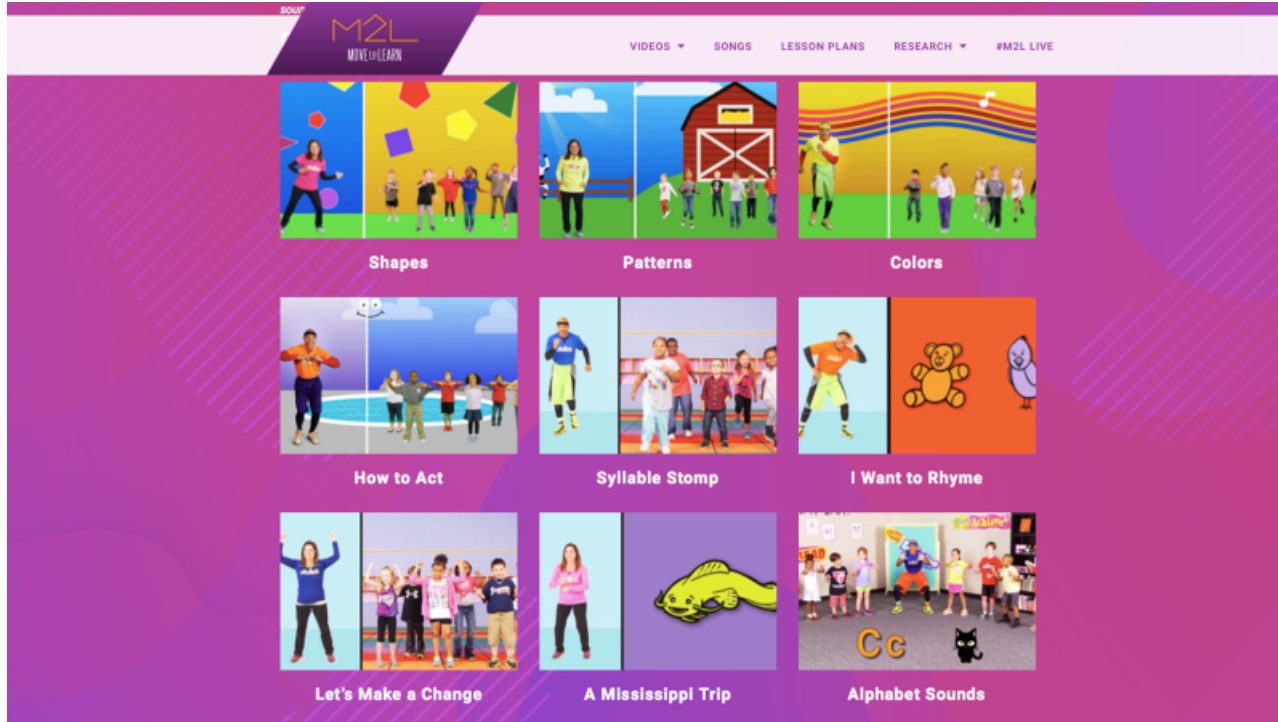 M2L
MOVE TO LEARN
VIDEOS
SONGS
LESSON PLANS
RESEARCH
#M2L LIVE
Shapes
Patterns
Colors
How to Act
Syllable Stomp
I Want to Rhyme
Cc
Let's Make a Change
A Mississippi Trip
Alphabet Sounds